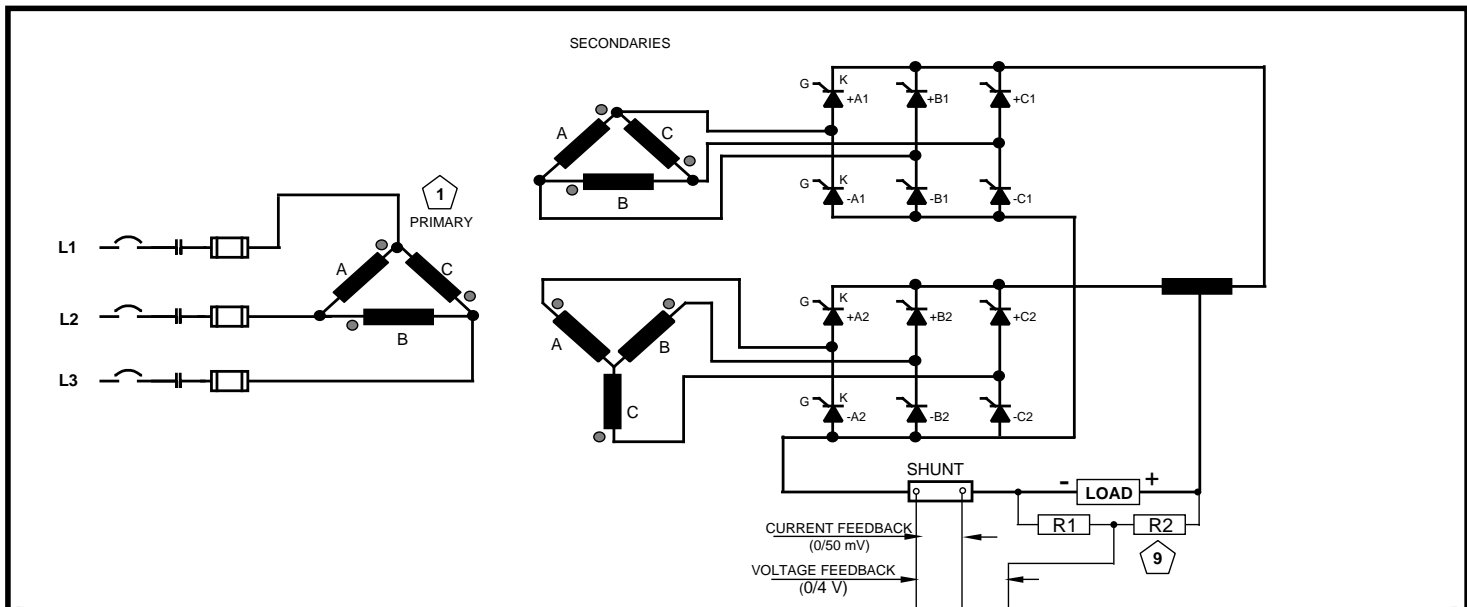 SECONDARIES
G K +A1 +B1 +C1
A C
B
G K -A1 -B1 -C1
1
PRIMARY
L1
A C
B
L2
L3
G K +A2 +B2 +C2
A B
C
G K -A2 -B2 -C2
SHUNT
- LOAD +
R1 R2
9
CURRENT FEEDBACK
(0/50 mV)
VOLTAGE FEEDBACK
(0/4 V)